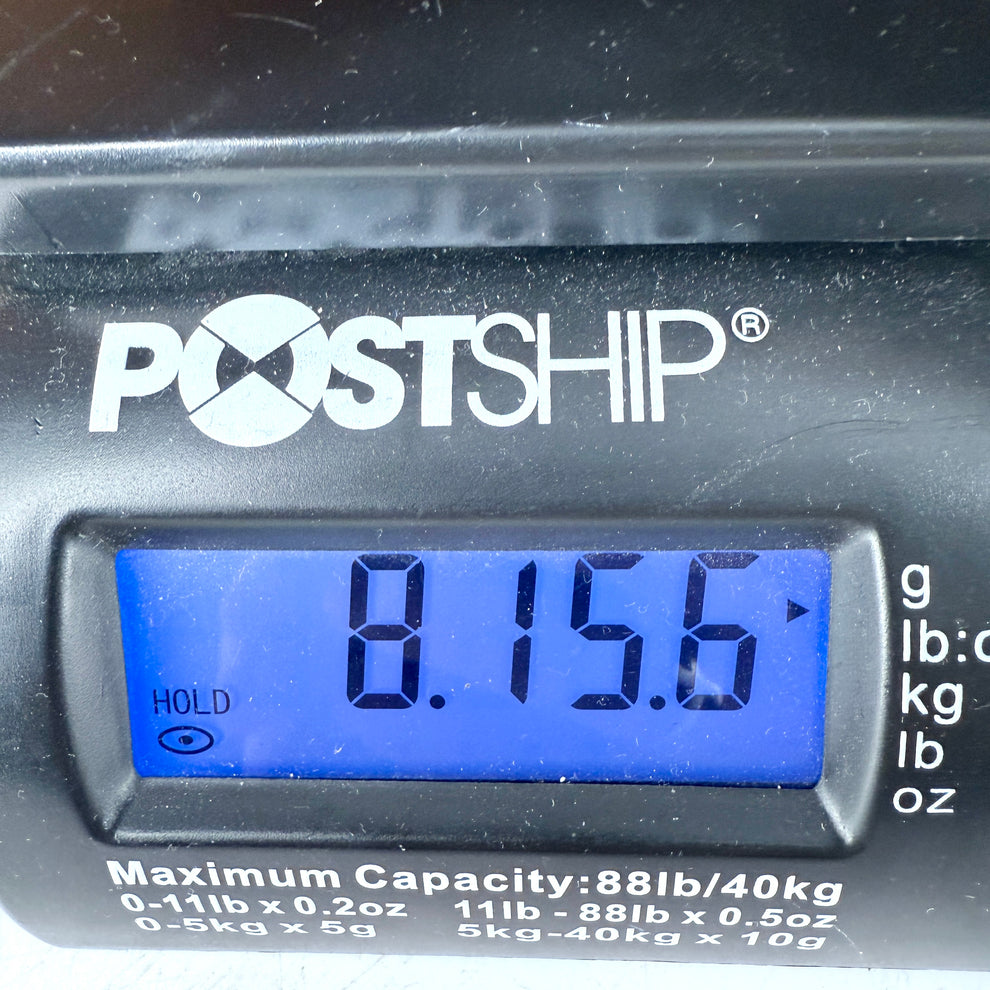 POSTSHIP®
8.15.6
HOLD
g
lb:o
kg
lb
oz
Maximum Capacity:88lb/40kg
0-11lb x 0.2oz 11lb - 88lb x 0.5oz
0-5kg x 5g 5kg-40kg x 10g